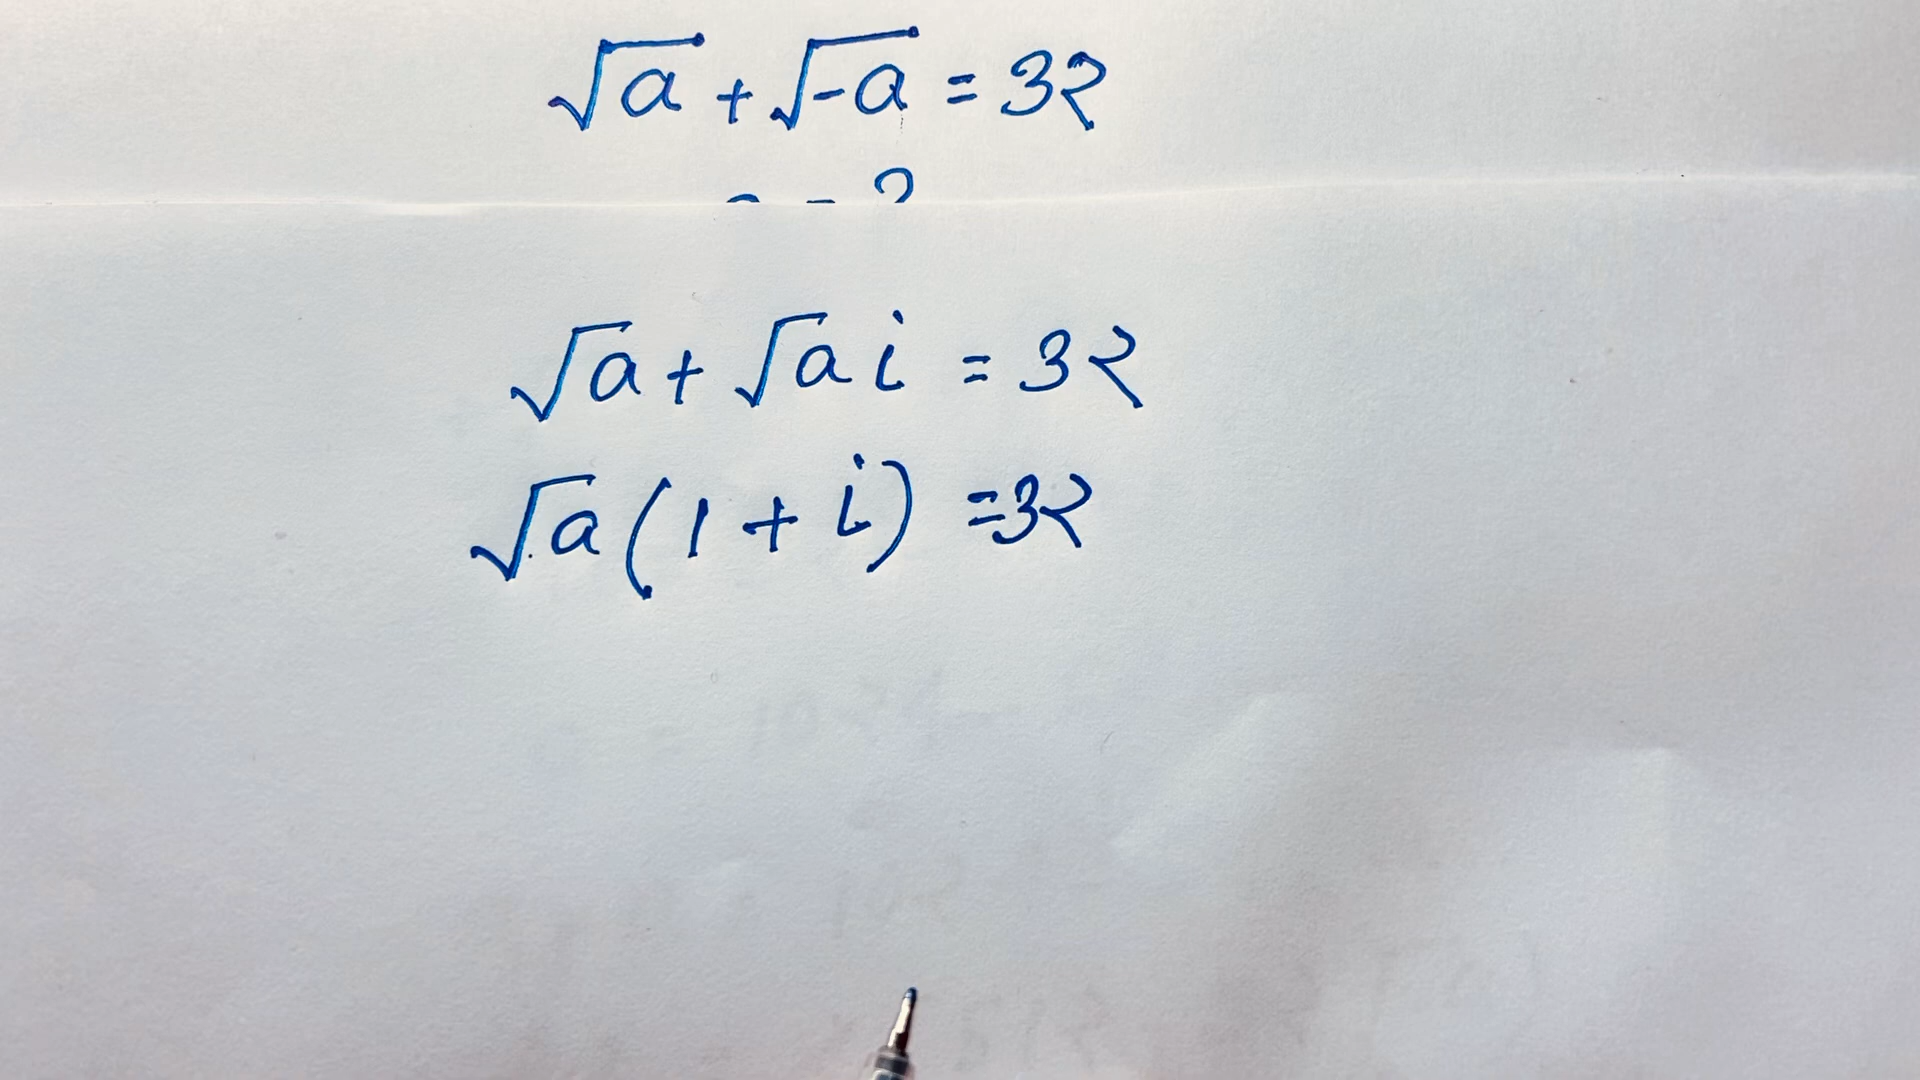 √a + √-a = 32
√a + √a i = 32
√a (1 + i) = 32